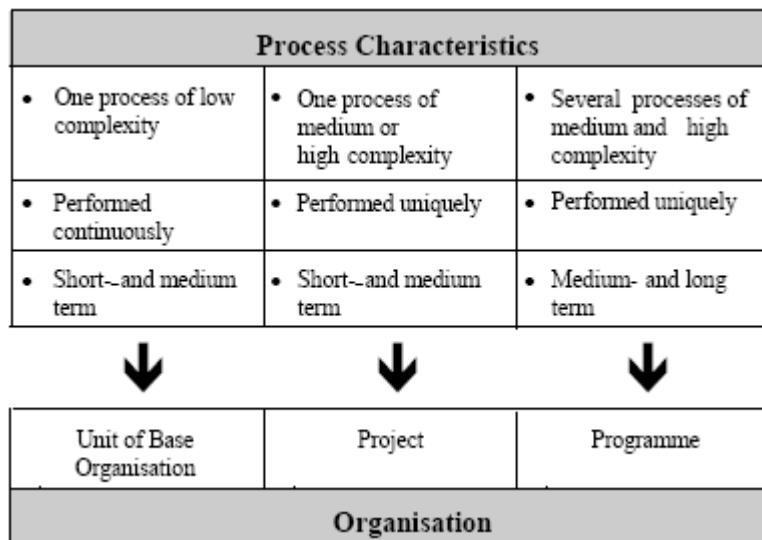 Process Characteristics
• One process of low
complexity
• One process of
medium or
high complexity
• Several processes of
medium and high
complexity
• Performed
continuously
• Performed uniquely
• Performed uniquely
• Short-–and medium
term
• Short-–and medium
term
• Medium- and long
term
Unit of Base
Organisation
Project
Programme
Organisation